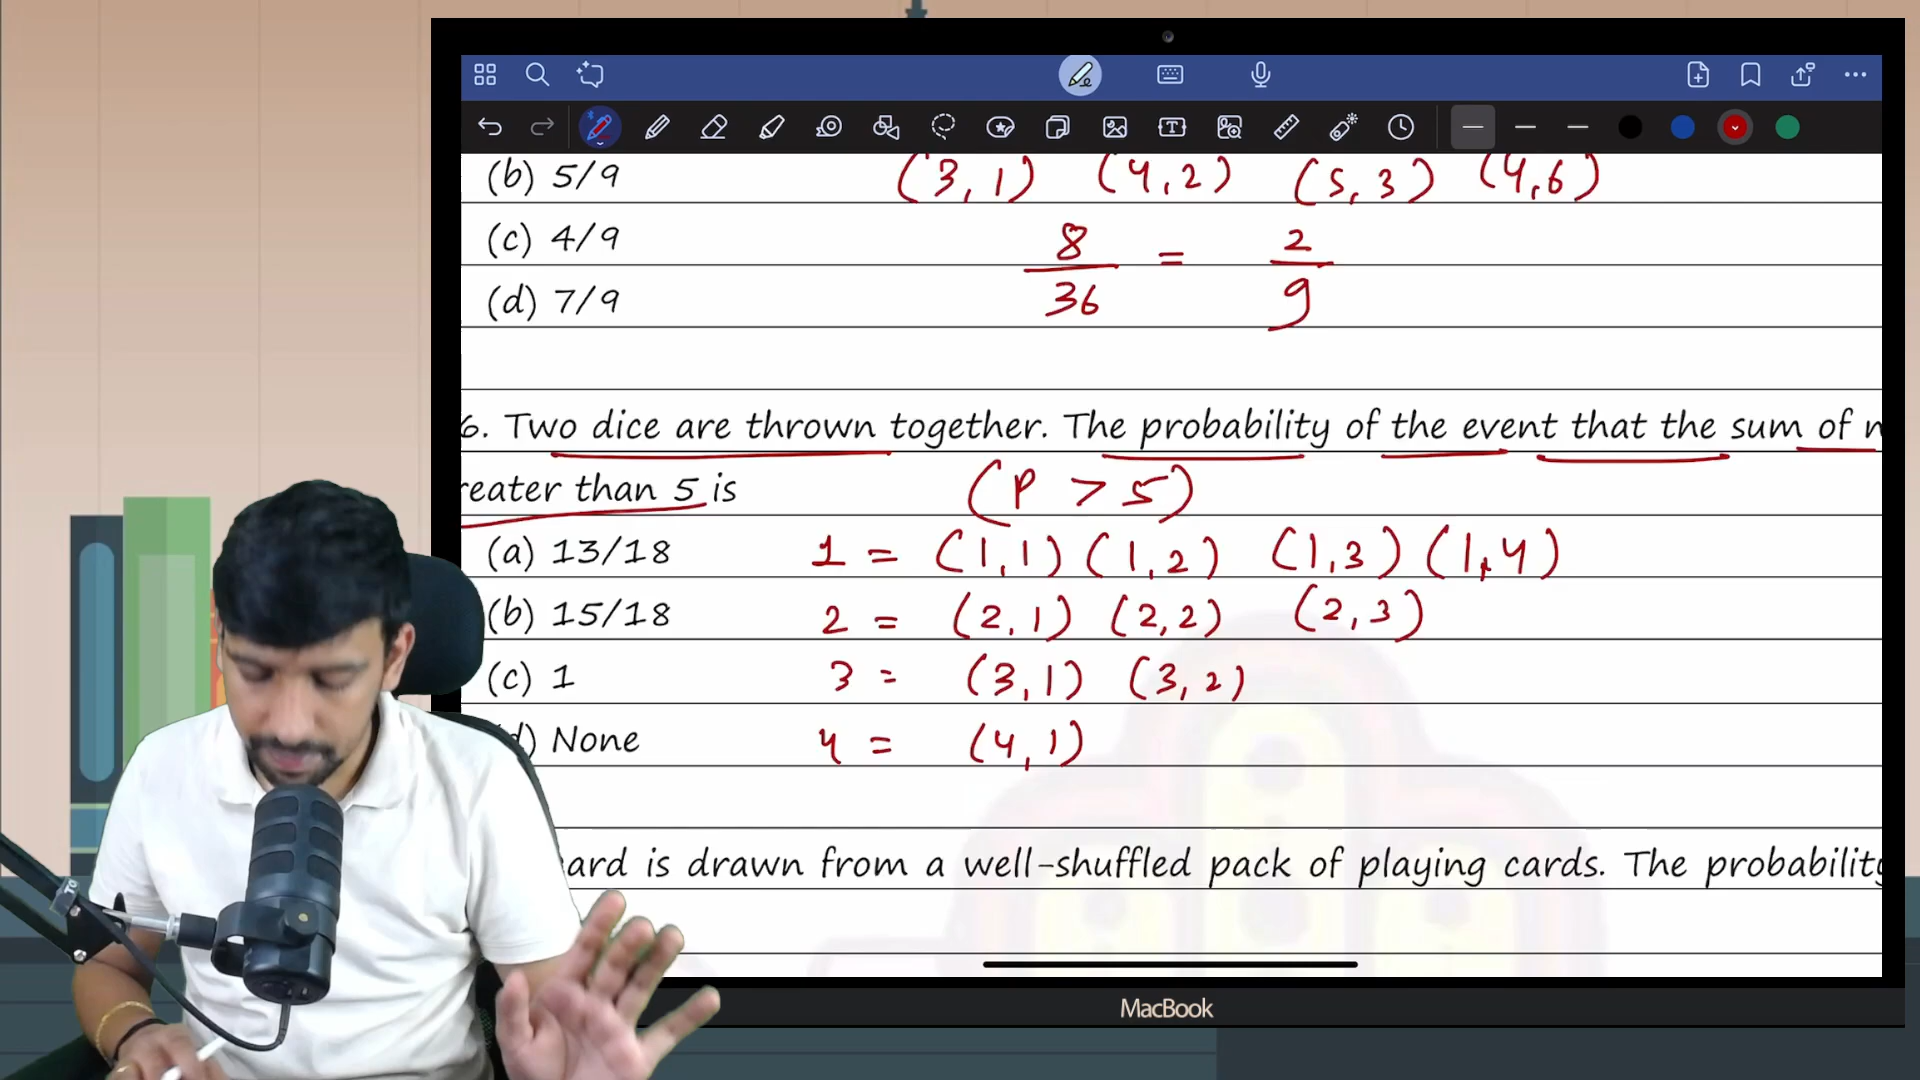 (b) 5/9 (3,1) (4,2) (5,3) (4,6)
(c) 4/9 8/36 = 2/9
(d) 7/9
6. Two dice are thrown together. The probability of the event that the sum of n
reater than 5 is (P > 5)
(a) 13/18 1 = (1,1) (1,2) (1,3) (1,4)
(b) 15/18 2 = (2,1) (2,2) (2,3)
(c) 1 3 = (3,1) (3,2)
d) None 4 = (4,1)
ard is drawn from a well-shuffled pack of playing cards. The probability
MacBook